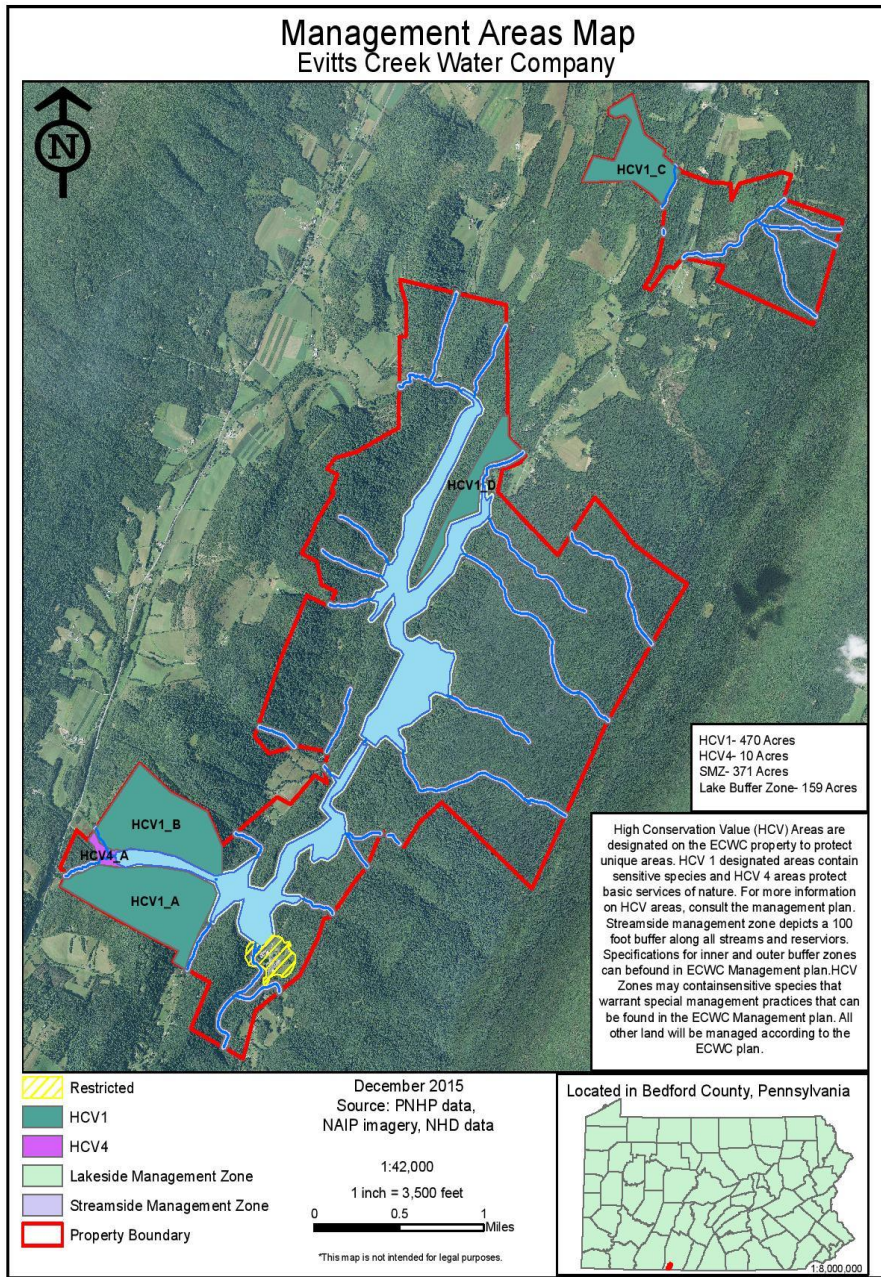 Management Areas Map
Evitts Creek Water Company
N
HCV1_C
HCV1_D
HCV1_B
HCV4_A
HCV1_A
HCV1- 470 Acres
HCV4- 10 Acres
SMZ- 371 Acres
Lake Buffer Zone- 159 Acres
High Conservation Value (HCV) Areas are
designated on the ECWC property to protect
unique areas. HCV 1 designated areas contain
sensitive species and HCV 4 areas protect
basic services of nature. For more information
on HCV areas, consult the management plan.
Streamside management zone depicts a 100
foot buffer along all streams and reserviors.
Specifications for inner and outer buffer zones
can befound in ECWC Management plan.HCV
Zones may containsensitive species that
warrant special management practices that can
be found in the ECWC Management plan. All
other land will be managed according to the
ECWC plan.
Restricted
HCV1
HCV4
Lakeside Management Zone
Streamside Management Zone
Property Boundary
December 2015
Source: PNHP data,
NAIP imagery, NHD data
1:42,000
1 inch = 3,500 feet
0 0.5 1
Miles
*This map is not intended for legal purposes.
Located in Bedford County, Pennsylvania
1:8,000,000